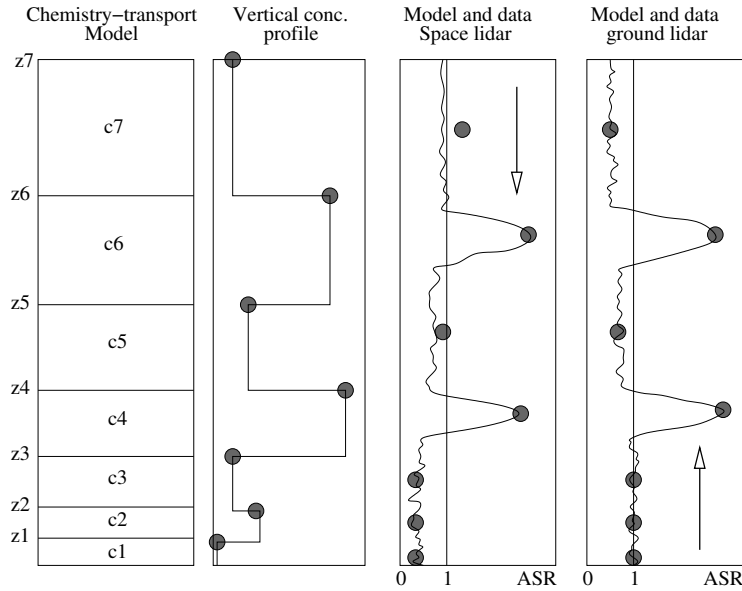 Chemistry−transport
Model
Vertical conc.
profile
Model and data
Space lidar
Model and data
ground lidar
z7
c7
z6
c6
z5
c5
z4
c4
z3
c3
z2
c2
z1
c1
0 1 ASR
0 1 ASR